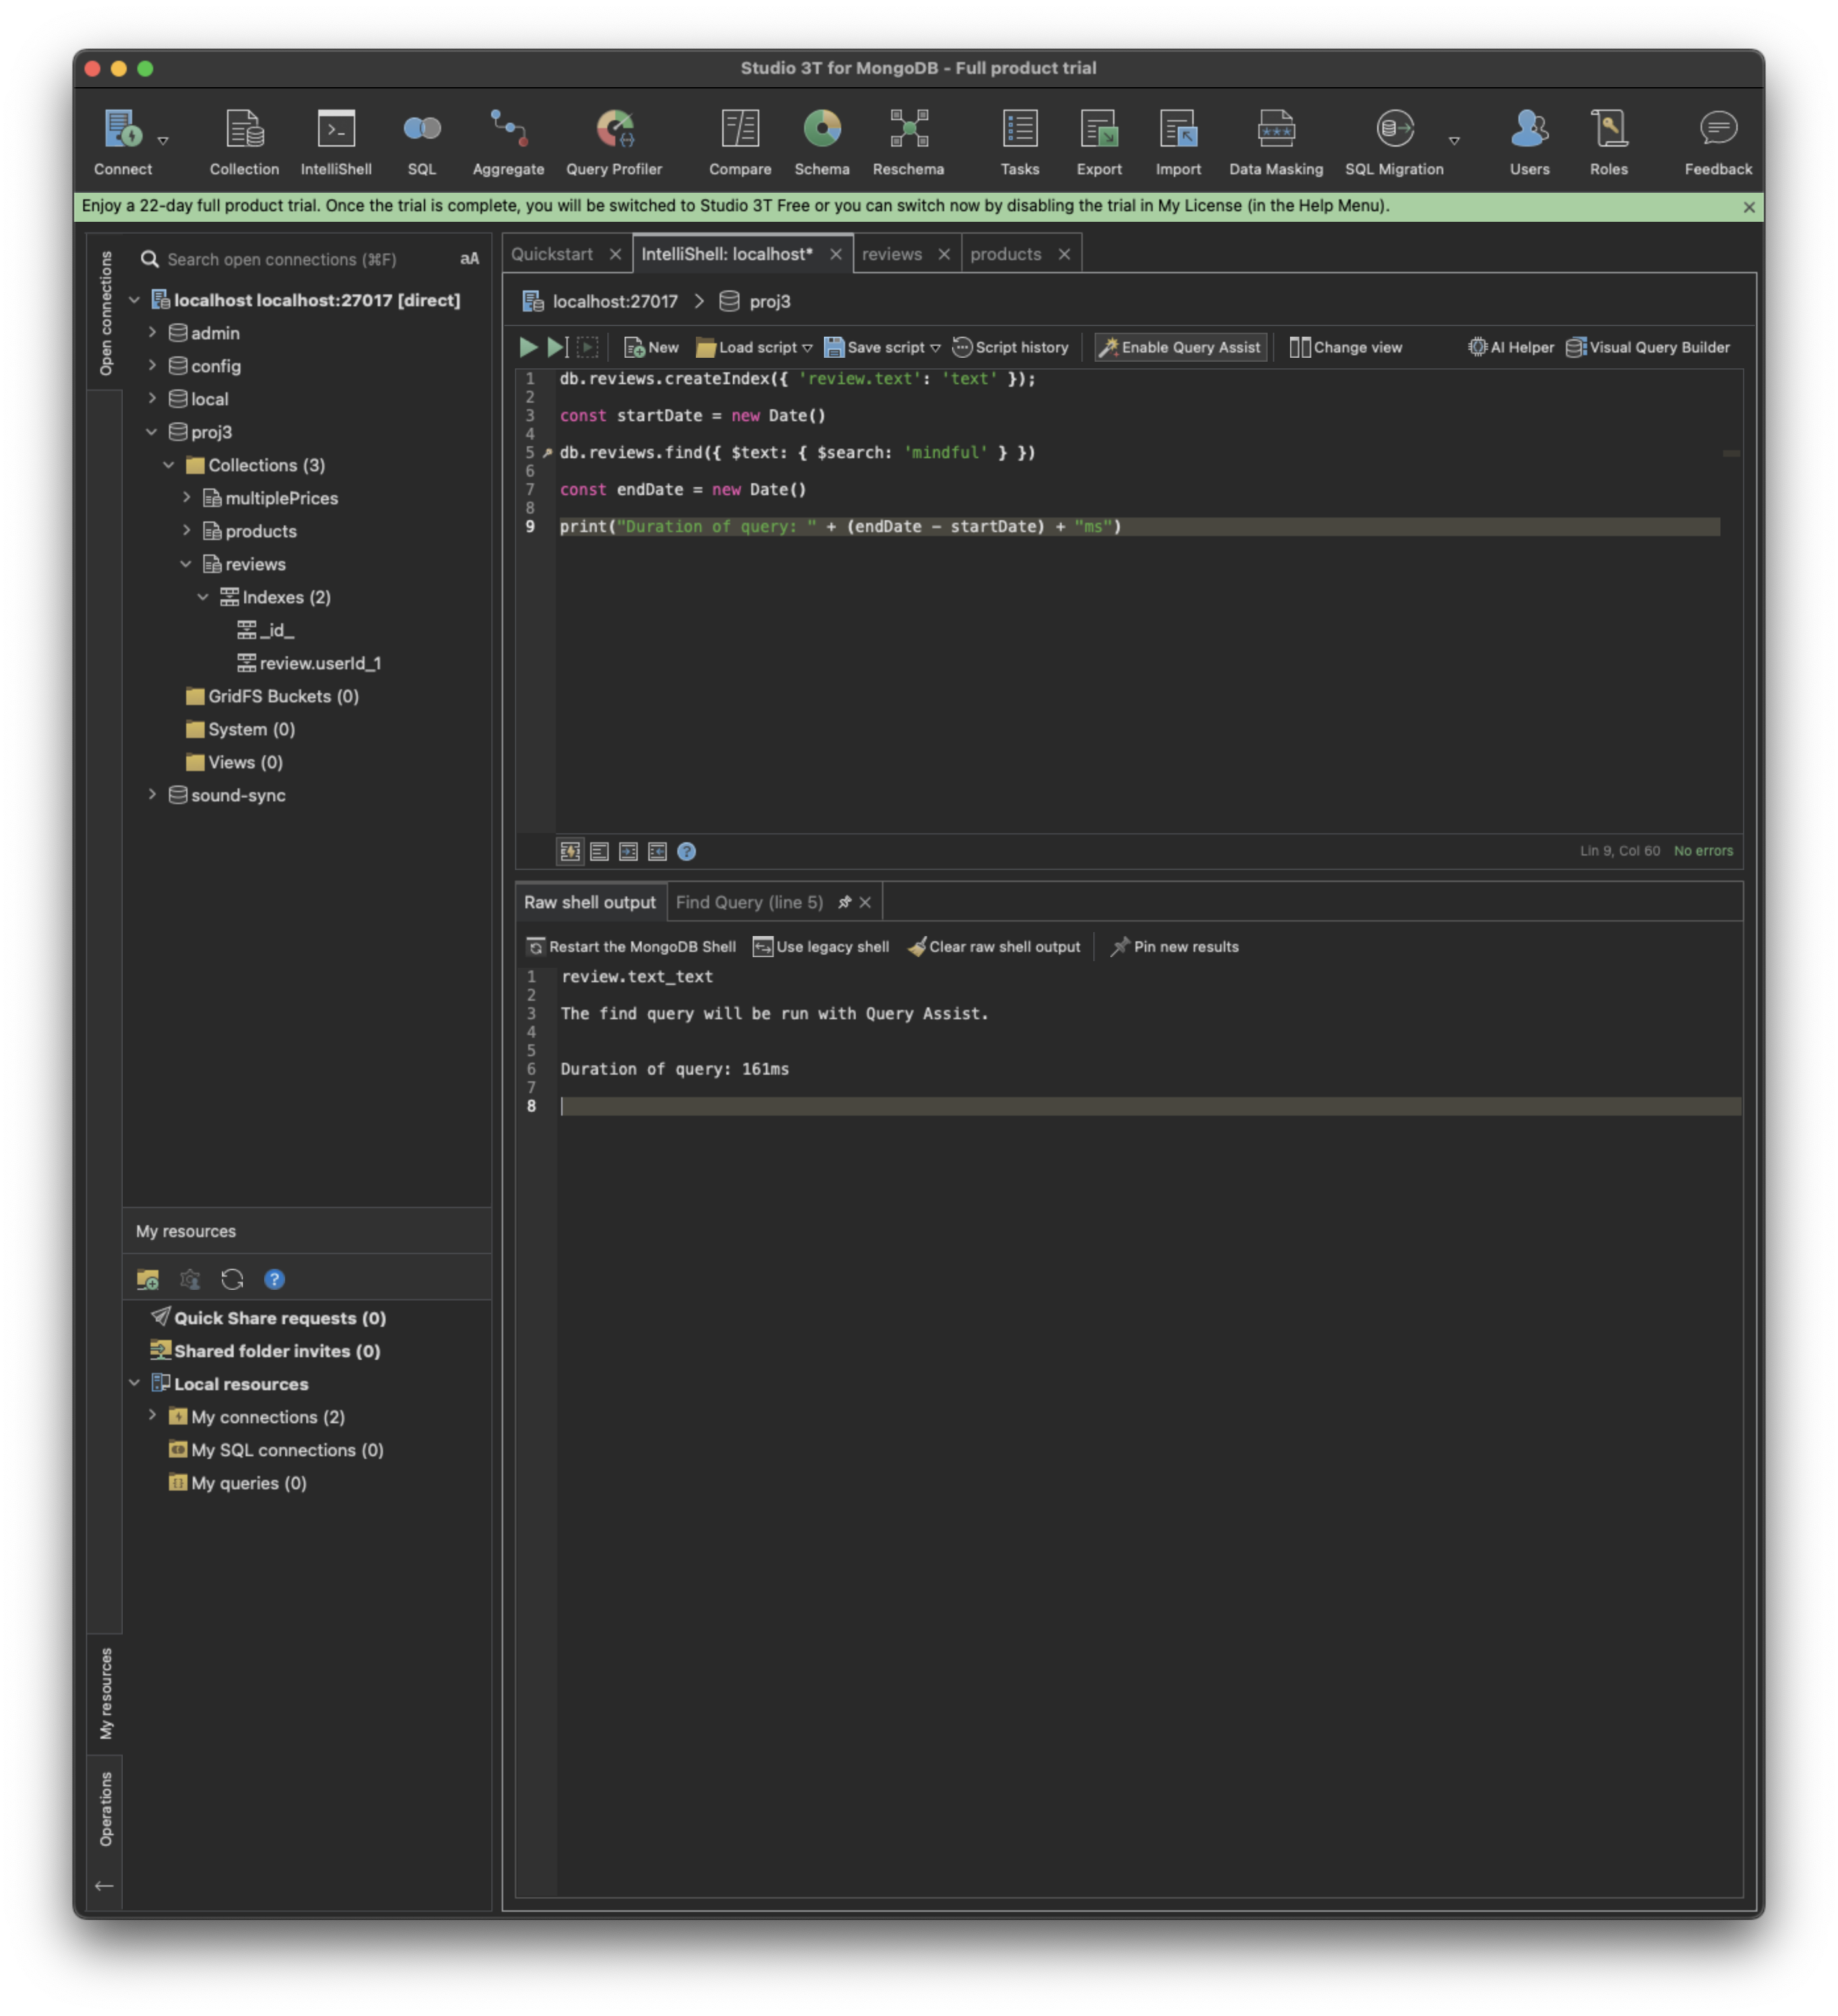 Studio 3T for MongoDB - Full product trial
Connect
Collection
IntelliShell
SQL
Aggregate
Query Profiler
Compare
Schema
Reschema
Tasks
Export
Import
Data Masking
SQL Migration
Users
Roles
Feedback
Enjoy a 22-day full product trial. Once the trial is complete, you will be switched to Studio 3T Free or you can switch now by disabling the trial in My License (in the Help Menu).
Open connections
Search open connections (⌘F)
aA
localhost localhost:27017 [direct]
admin
config
local
proj3
Collections (3)
multiplePrices
products
reviews
Indexes (2)
_id_
review.userId_1
GridFS Buckets (0)
System (0)
Views (0)
sound-sync
My resources
Quick Share requests (0)
Shared folder invites (0)
Local resources
My connections (2)
My SQL connections (0)
My queries (0)
My resources
Operations
Quickstart
IntelliShell: localhost*
reviews
products
localhost:27017 > proj3
New
Load script
Save script
Script history
Enable Query Assist
Change view
AI Helper
Visual Query Builder
1 db.reviews.createIndex({ 'review.text': 'text' });
2
3 const startDate = new Date()
4
5 db.reviews.find({ $text: { $search: 'mindful' } })
6
7 const endDate = new Date()
8
9 print("Duration of query: " + (endDate - startDate) + "ms")
Lin 9, Col 60 No errors
Raw shell output
Find Query (line 5)
Restart the MongoDB Shell
Use legacy shell
Clear raw shell output
Pin new results
1 review.text_text
2
3 The find query will be run with Query Assist.
4
5
6 Duration of query: 161ms
7
8